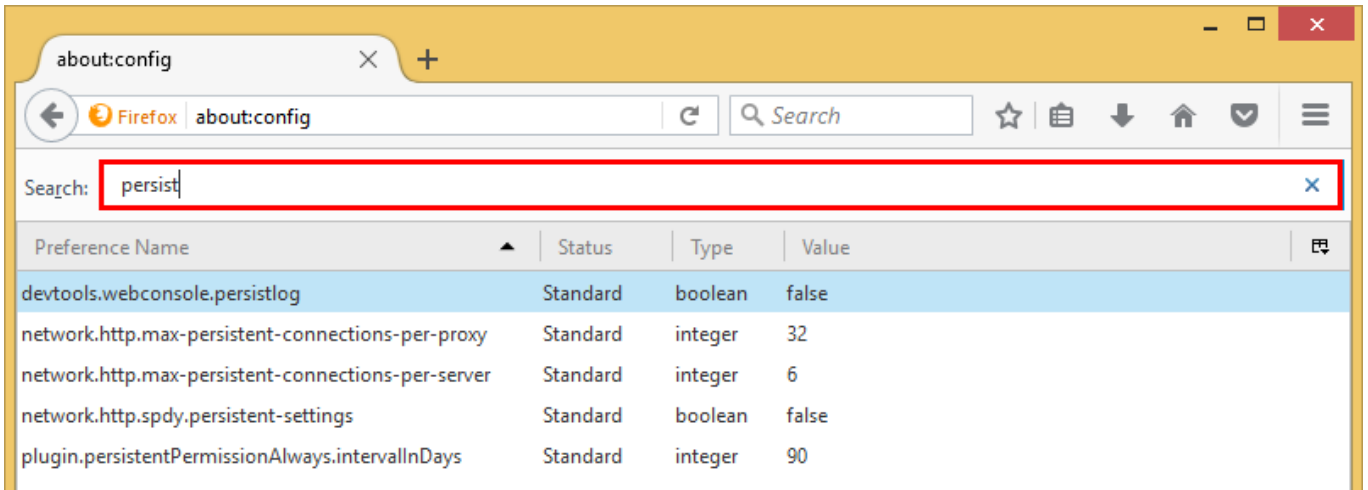 about:config
Firefox about:config Search
Search: persist
Preference Name Status Type Value
devtools.webconsole.persistlog Standard boolean false
network.http.max-persistent-connections-per-proxy Standard integer 32
network.http.max-persistent-connections-per-server Standard integer 6
network.http.spdy.persistent-settings Standard boolean false
plugin.persistentPermissionAlways.intervalInDays Standard integer 90